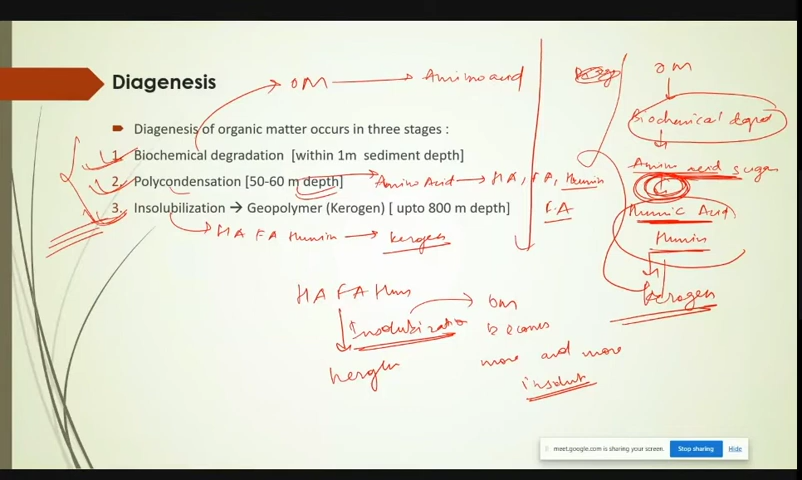 Diagenesis
OM → Amino acid
Diagenesis of organic matter occurs in three stages :
1. Biochemical degradation [within 1m sediment depth]
2. Polycondensation [50-60 m depth]
Amino Acid → HA, FA, Humin
F.A
3. Insolubilization → Geopolymer (Kerogen) [ upto 800 m depth]
HA FA Humin → kerogen
HA FA Hum
Insolubizatio
kerogen
om
becomes
more and more
insolut
OM
Biochemical degrad
Amino acid sugar
Humic Acid
Humin
kerogen
meet.google.com is sharing your screen.
Stop sharing
Hide